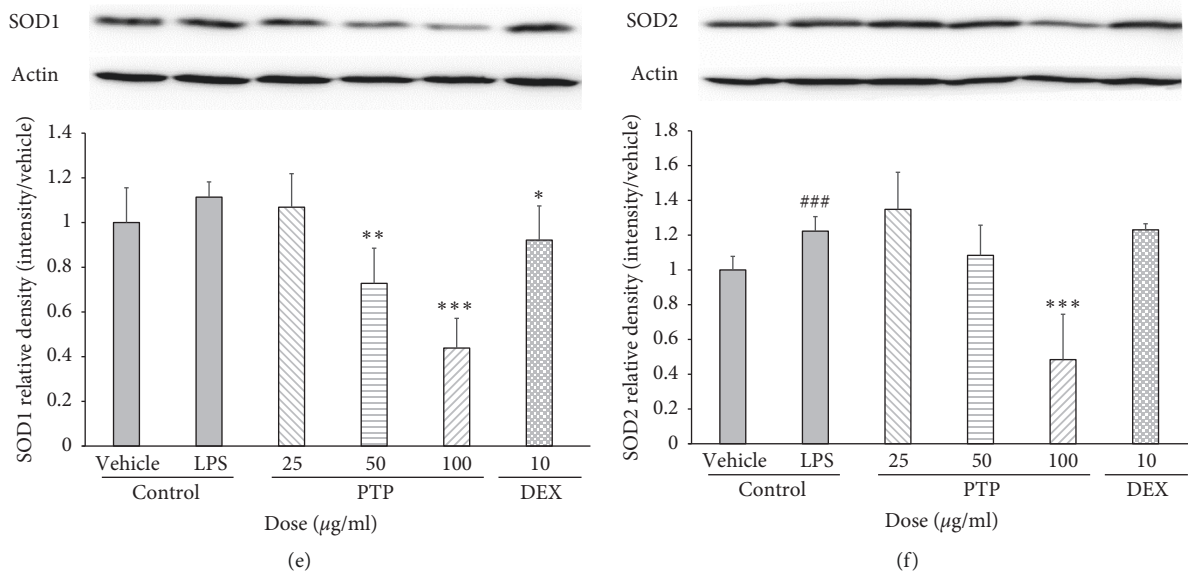 SOD1
Actin
SOD1 relative density (intensity/vehicle)
1.4
1.2
1
0.8
0.6
0.4
0.2
0
*
**
***
Vehicle LPS 25 50 100 10
Control PTP DEX
Dose (µg/ml)
(e)
SOD2
Actin
SOD2 relative density (intensity/vehicle)
1.8
1.6
1.4
1.2
1
0.8
0.6
0.4
0.2
0
###
***
Vehicle LPS 25 50 100 10
Control PTP DEX
Dose (µg/ml)
(f)